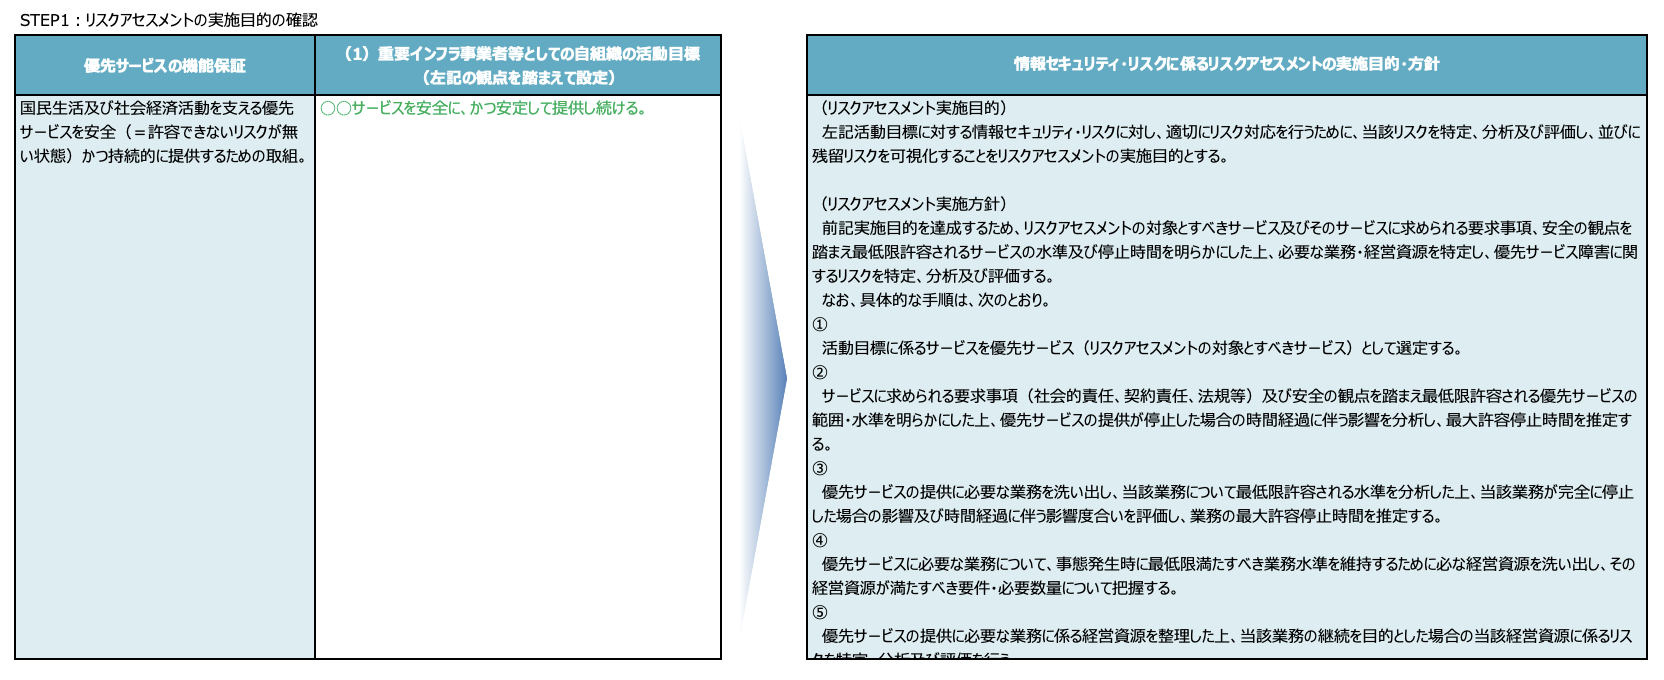 STEP1：リスクアセスメントの実施目的の確認
優先サービスの機能保証
（1）重要インフラ事業者等としての自組織の活動目標
（左記の観点を踏まえて設定）
国民生活及び社会経済活動を支える優先
サービスを安全（＝許容できないリスクが無
い状態）かつ持続的に提供するための取組。
○○サービスを安全に、かつ安定して提供し続ける。
情報セキュリティ・リスクに係るリスクアセスメントの実施目的・方針
（リスクアセスメント実施目的）
左記活動目標に対する情報セキュリティ・リスクに対し、適切にリスク対応を行うために、当該リスクを特定、分析及び評価し、並びに
残留リスクを可視化することをリスクアセスメントの実施目的とする。
（リスクアセスメント実施方針）
前記実施目的を達成するため、リスクアセスメントの対象とすべきサービス及びそのサービスに求められる要求事項、安全の観点を
踏まえ最低限許容されるサービスの水準及び停止時間を明らかにした上、必要な業務・経営資源を特定し、優先サービス障害に関
するリスクを特定、分析及び評価する。
なお、具体的な手順は、次のとおり。
①
活動目標に係るサービスを優先サービス（リスクアセスメントの対象とすべきサービス）として選定する。
②
サービスに求められる要求事項（社会的責任、契約責任、法規等）及び安全の観点を踏まえ最低限許容される優先サービスの
範囲・水準を明らかにした上、優先サービスの提供が停止した場合の時間経過に伴う影響を分析し、最大許容停止時間を推定す
る。
③
優先サービスの提供に必要な業務を洗い出し、当該業務について最低限許容される水準を分析した上、当該業務が完全に停止
した場合の影響及び時間経過に伴う影響度合いを評価し、業務の最大許容停止時間を推定する。
④
優先サービスに必要な業務について、事態発生時に最低限満たすべき業務水準を維持するために必な経営資源を洗い出し、その
経営資源が満たすべき要件・必要数量について把握する。
⑤
優先サービスの提供に必要な業務に係る経営資源を整理した上、当該業務の継続を目的とした場合の当該経営資源に係るリス
クを特定、分析及び評価を行う。